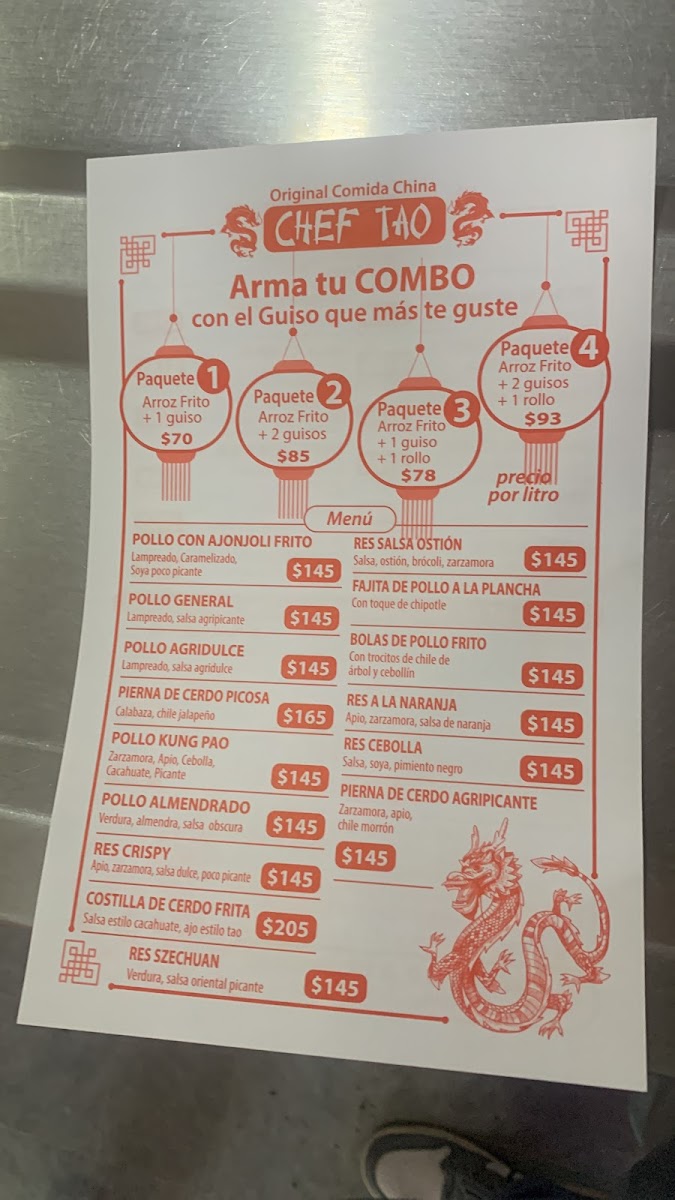 Original Comida China
CHEF TAO
Arma tu COMBO
con el Guiso que más te guste
Paquete 1
Arroz Frito
+ 1 guiso
$70
Paquete 2
Arroz Frito
+ 2 guisos
$85
Paquete 3
Arroz Frito
+ 1 guiso
+ 1 rollo
$78
Paquete 4
Arroz Frito
+ 2 guisos
+ 1 rollo
$93
precio
por litro
Menú
POLLO CON AJONJOLI FRITO
Lampreado, Caramelizado,
Soya poco picante
$145
POLLO GENERAL
Lampreado, salsa agripicante
$145
POLLO AGRIDULCE
Lampreado, salsa agridulce
$145
PIERNA DE CERDO PICOSA
Calabaza, chile jalapeño
$165
POLLO KUNG PAO
Zarzamora, Apio, Cebolla,
Cacahuate, Picante
$145
POLLO ALMENDRADO
Verdura, almendra, salsa obscura
$145
RES CRISPY
Apio, zarzamora, salsa dulce, poco picante
$145
COSTILLA DE CERDO FRITA
Salsa estilo cacahuate, ajo estilo tao
$205
RES SZECHUAN
Verdura, salsa oriental picante
$145
RES SALSA OSTIÓN
Salsa, ostión, brócoli, zarzamora
$145
FAJITA DE POLLO A LA PLANCHA
Con toque de chipotle
$145
BOLAS DE POLLO FRITO
Con trocitos de chile de
árbol y cebollín
$145
RES A LA NARANJA
Apio, zarzamora, salsa de naranja
$145
RES CEBOLLA
Salsa, soya, pimiento negro
$145
PIERNA DE CERDO AGRIPICANTE
Zarzamora, apio,
chile morrón
$145